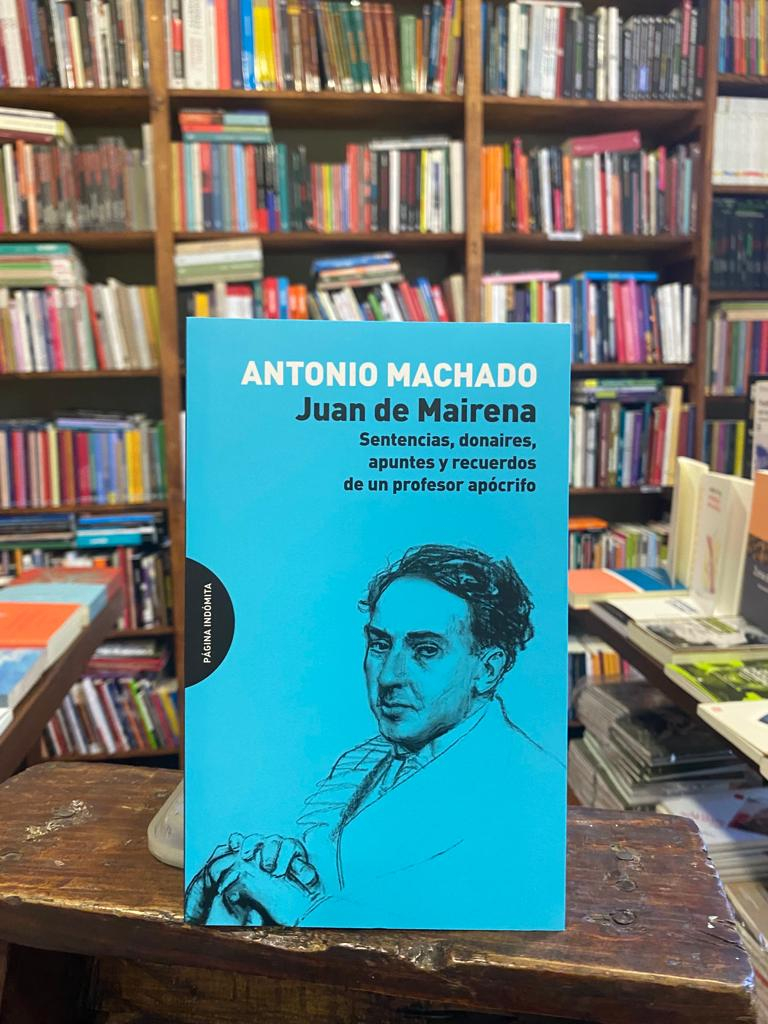 ANTONIO MACHADO
Juan de Mairena
Sentencias, donaires,
apuntes y recuerdos
de un profesor apócrifo
PÁGINA INDÓMITA